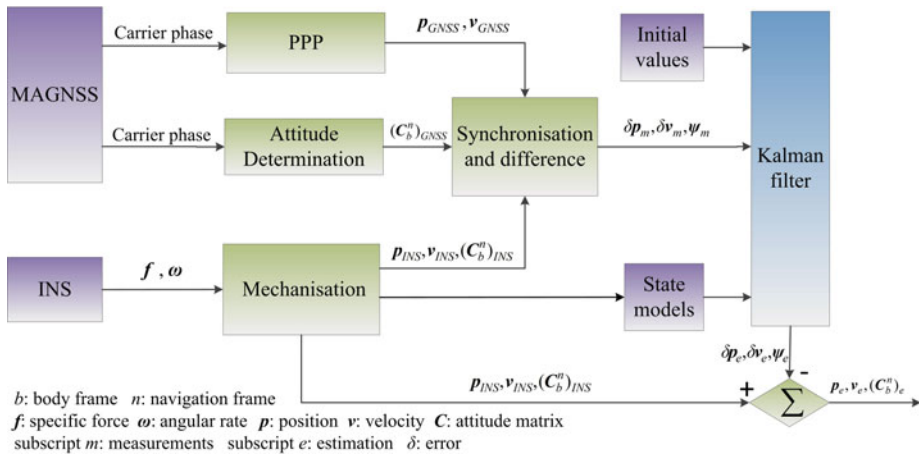 MAGNSS
Carrier phase
PPP
p_GNSS, v_GNSS
Initial
values
Carrier phase
Attitude
Determination
(C_b^n)_GNSS
Synchronisation
and difference
δp_m, δv_m, ψ_m
Kalman
filter
INS
f , ω
Mechanisation
p_INS, v_INS, (C_b^n)_INS
State
models
δp_e, δv_e, ψ_e
p_INS, v_INS, (C_b^n)_INS
+
-
Σ
p_e, v_e, (C_b^n)_e
b: body frame n: navigation frame
f: specific force ω: angular rate p: position v: velocity C: attitude matrix
subscript m: measurements subscript e: estimation δ: error